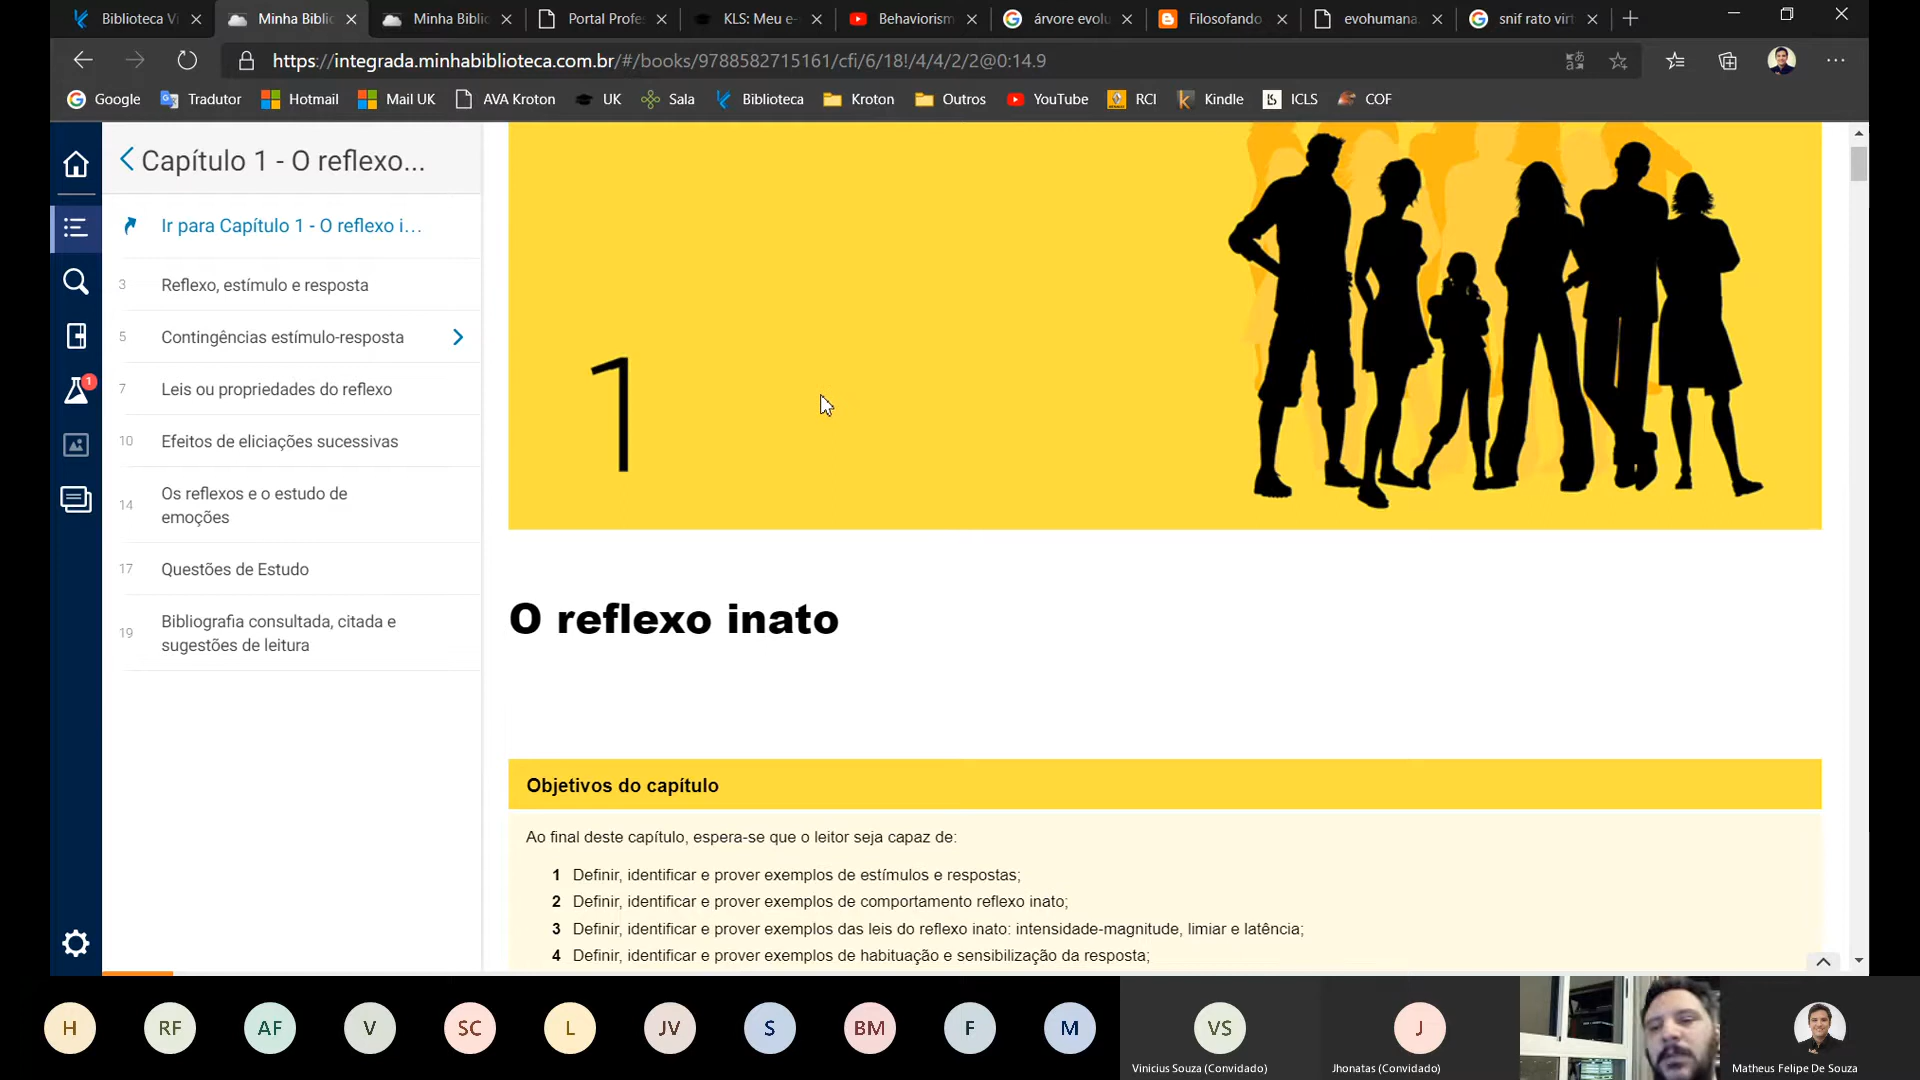 Biblioteca Vi
Minha Biblio
Minha Biblio
Portal Profes
KLS: Meu e-
Behaviorism
árvore evolu
Filosofando
evohumana.
snif rato virt
https://integrada.minhabiblioteca.com.br/#/books/9788582715161/cfi/6/18!/4/4/2/2@0:14.9
Google
Tradutor
Hotmail
Mail UK
AVA Kroton
UK
Sala
Biblioteca
Kroton
Outros
YouTube
RCI
Kindle
ICLS
COF
Capítulo 1 - O reflexo...
Ir para Capítulo 1 - O reflexo i...
3 Reflexo, estímulo e resposta
5 Contingências estímulo-resposta
7 Leis ou propriedades do reflexo
10 Efeitos de eliciações sucessivas
14 Os reflexos e o estudo de
emoções
17 Questões de Estudo
19 Bibliografia consultada, citada e
sugestões de leitura
1
1
O reflexo inato
Objetivos do capítulo
Ao final deste capítulo, espera-se que o leitor seja capaz de:
1 Definir, identificar e prover exemplos de estímulos e respostas;
2 Definir, identificar e prover exemplos de comportamento reflexo inato;
3 Definir, identificar e prover exemplos das leis do reflexo inato: intensidade-magnitude, limiar e latência;
4 Definir, identificar e prover exemplos de habituação e sensibilização da resposta;
H
RF
AF
V
SC
L
JV
S
BM
F
M
VS
J
Vinicius Souza (Convidado)
Jhonatas (Convidado)
Matheus Felipe De Souza